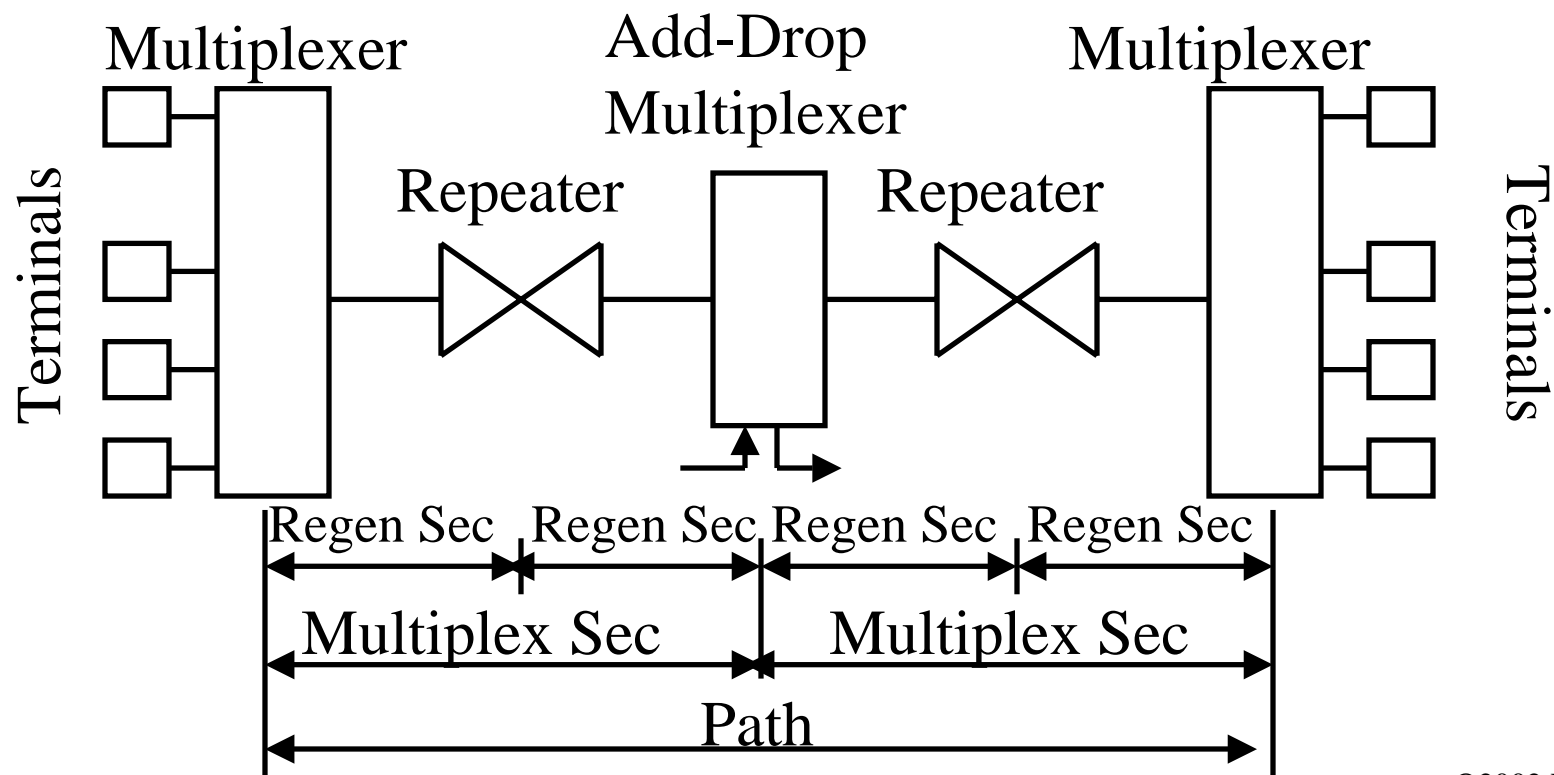 Multiplexer
Add-Drop
Multiplexer
Multiplexer
Repeater
Repeater
Terminals
Terminals
Regen Sec
Regen Sec
Regen Sec
Regen Sec
Multiplex Sec
Multiplex Sec
Path